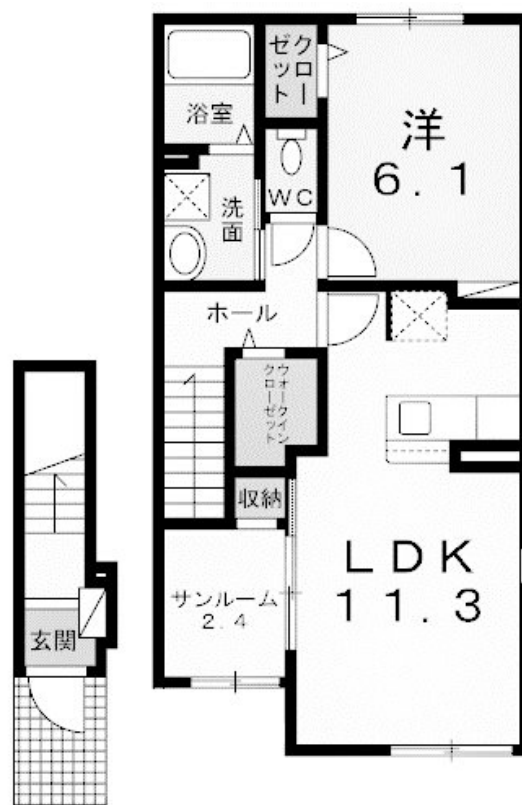 クロー
ゼット
浴室
洋
6.1
WC
洗面
ホール
ウォークイン
クローゼット
収納
LDK
11.3
サンルーム
2.4
玄関